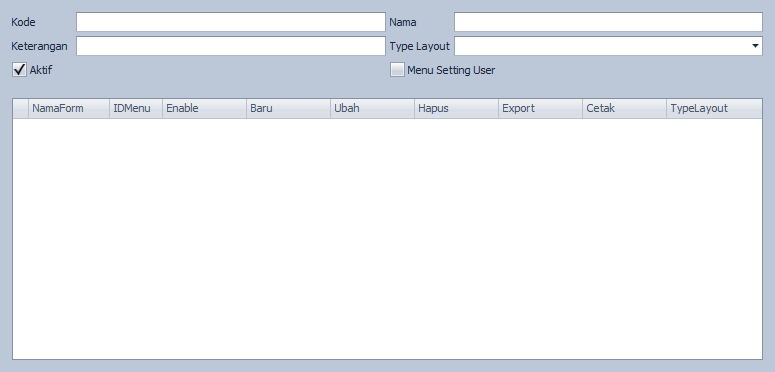 Kode Nama
Keterangan Type Layout
Aktif Menu Setting User
NamaForm IDMenu Enable Baru Ubah Hapus Export Cetak TypeLayout